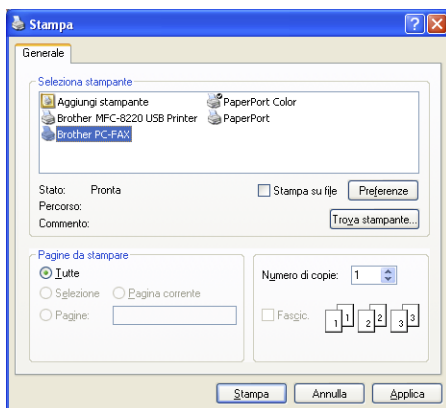 Stampa
Generale
Seleziona stampante
Aggiungi stampante
PaperPort Color
Brother MFC-8220 USB Printer
PaperPort
Brother PC-FAX
Stato: Pronta
Stampa su file
Preferenze
Percorso:
Commento:
Trova stampante...
Pagine da stampare
Tutte
Numero di copie: 1
Selezione
Pagina corrente
Pagine:
Fascic.
1 1 2 2 3 3
Stampa
Annulla
Applica